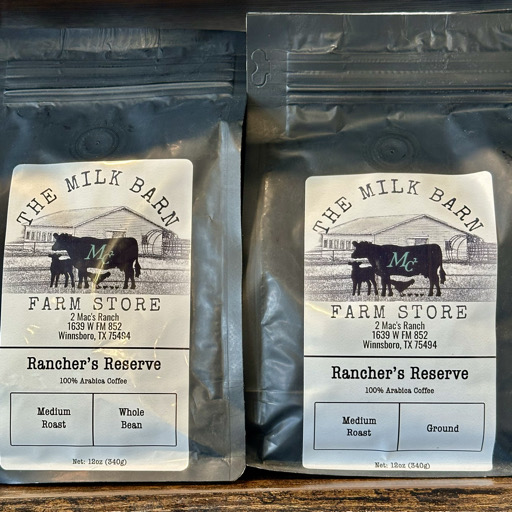 THE MILK BARN
Mc
FARM STORE
2 Mac's Ranch
1639 W FM 852
Winnsboro, TX 75494
Rancher's Reserve
100% Arabica Coffee
Medium
Roast
Whole
Bean
Net: 12oz (340g)
THE MILK BARN
Mc
FARM STORE
2 Mac's Ranch
1639 W FM 852
Winnsboro, TX 75494
Rancher's Reserve
100% Arabica Coffee
Medium
Roast
Ground
Net: 12oz (340g)